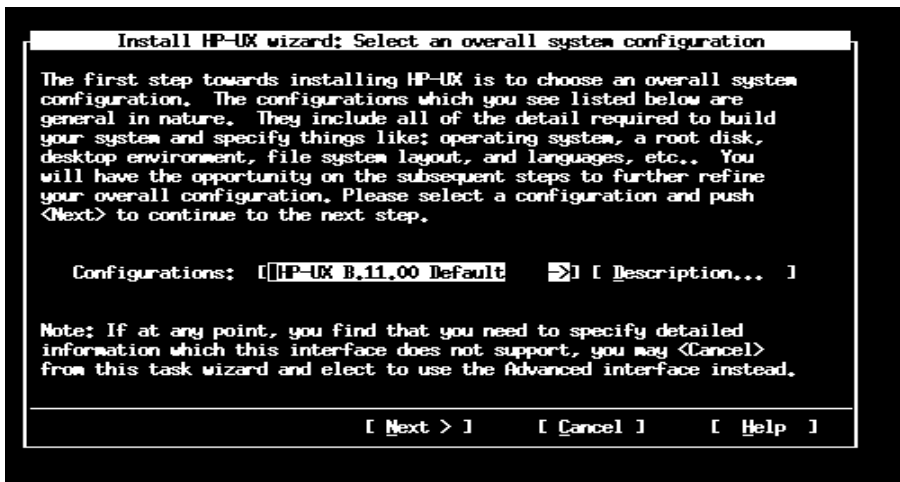 Install HP-UX wizard: Select an overall system configuration
The first step towards installing HP-UX is to choose an overall system
configuration.  The configurations which you see listed below are
general in nature.  They include all of the detail required to build
your system and specify things like: operating system, a root disk,
desktop environment, file system layout, and languages, etc..  You
will have the opportunity on the subsequent steps to further refine
your overall configuration. Please select a configuration and push
<Next> to continue to the next step.
Configurations:  [HP-UX B.11.00 Default    ->] [ Description...  ]
Note: If at any point, you find that you need to specify detailed
information which this interface does not support, you may <Cancel>
from this task wizard and elect to use the Advanced interface instead.
[ Next > ]     [ Cancel ]     [  Help  ]